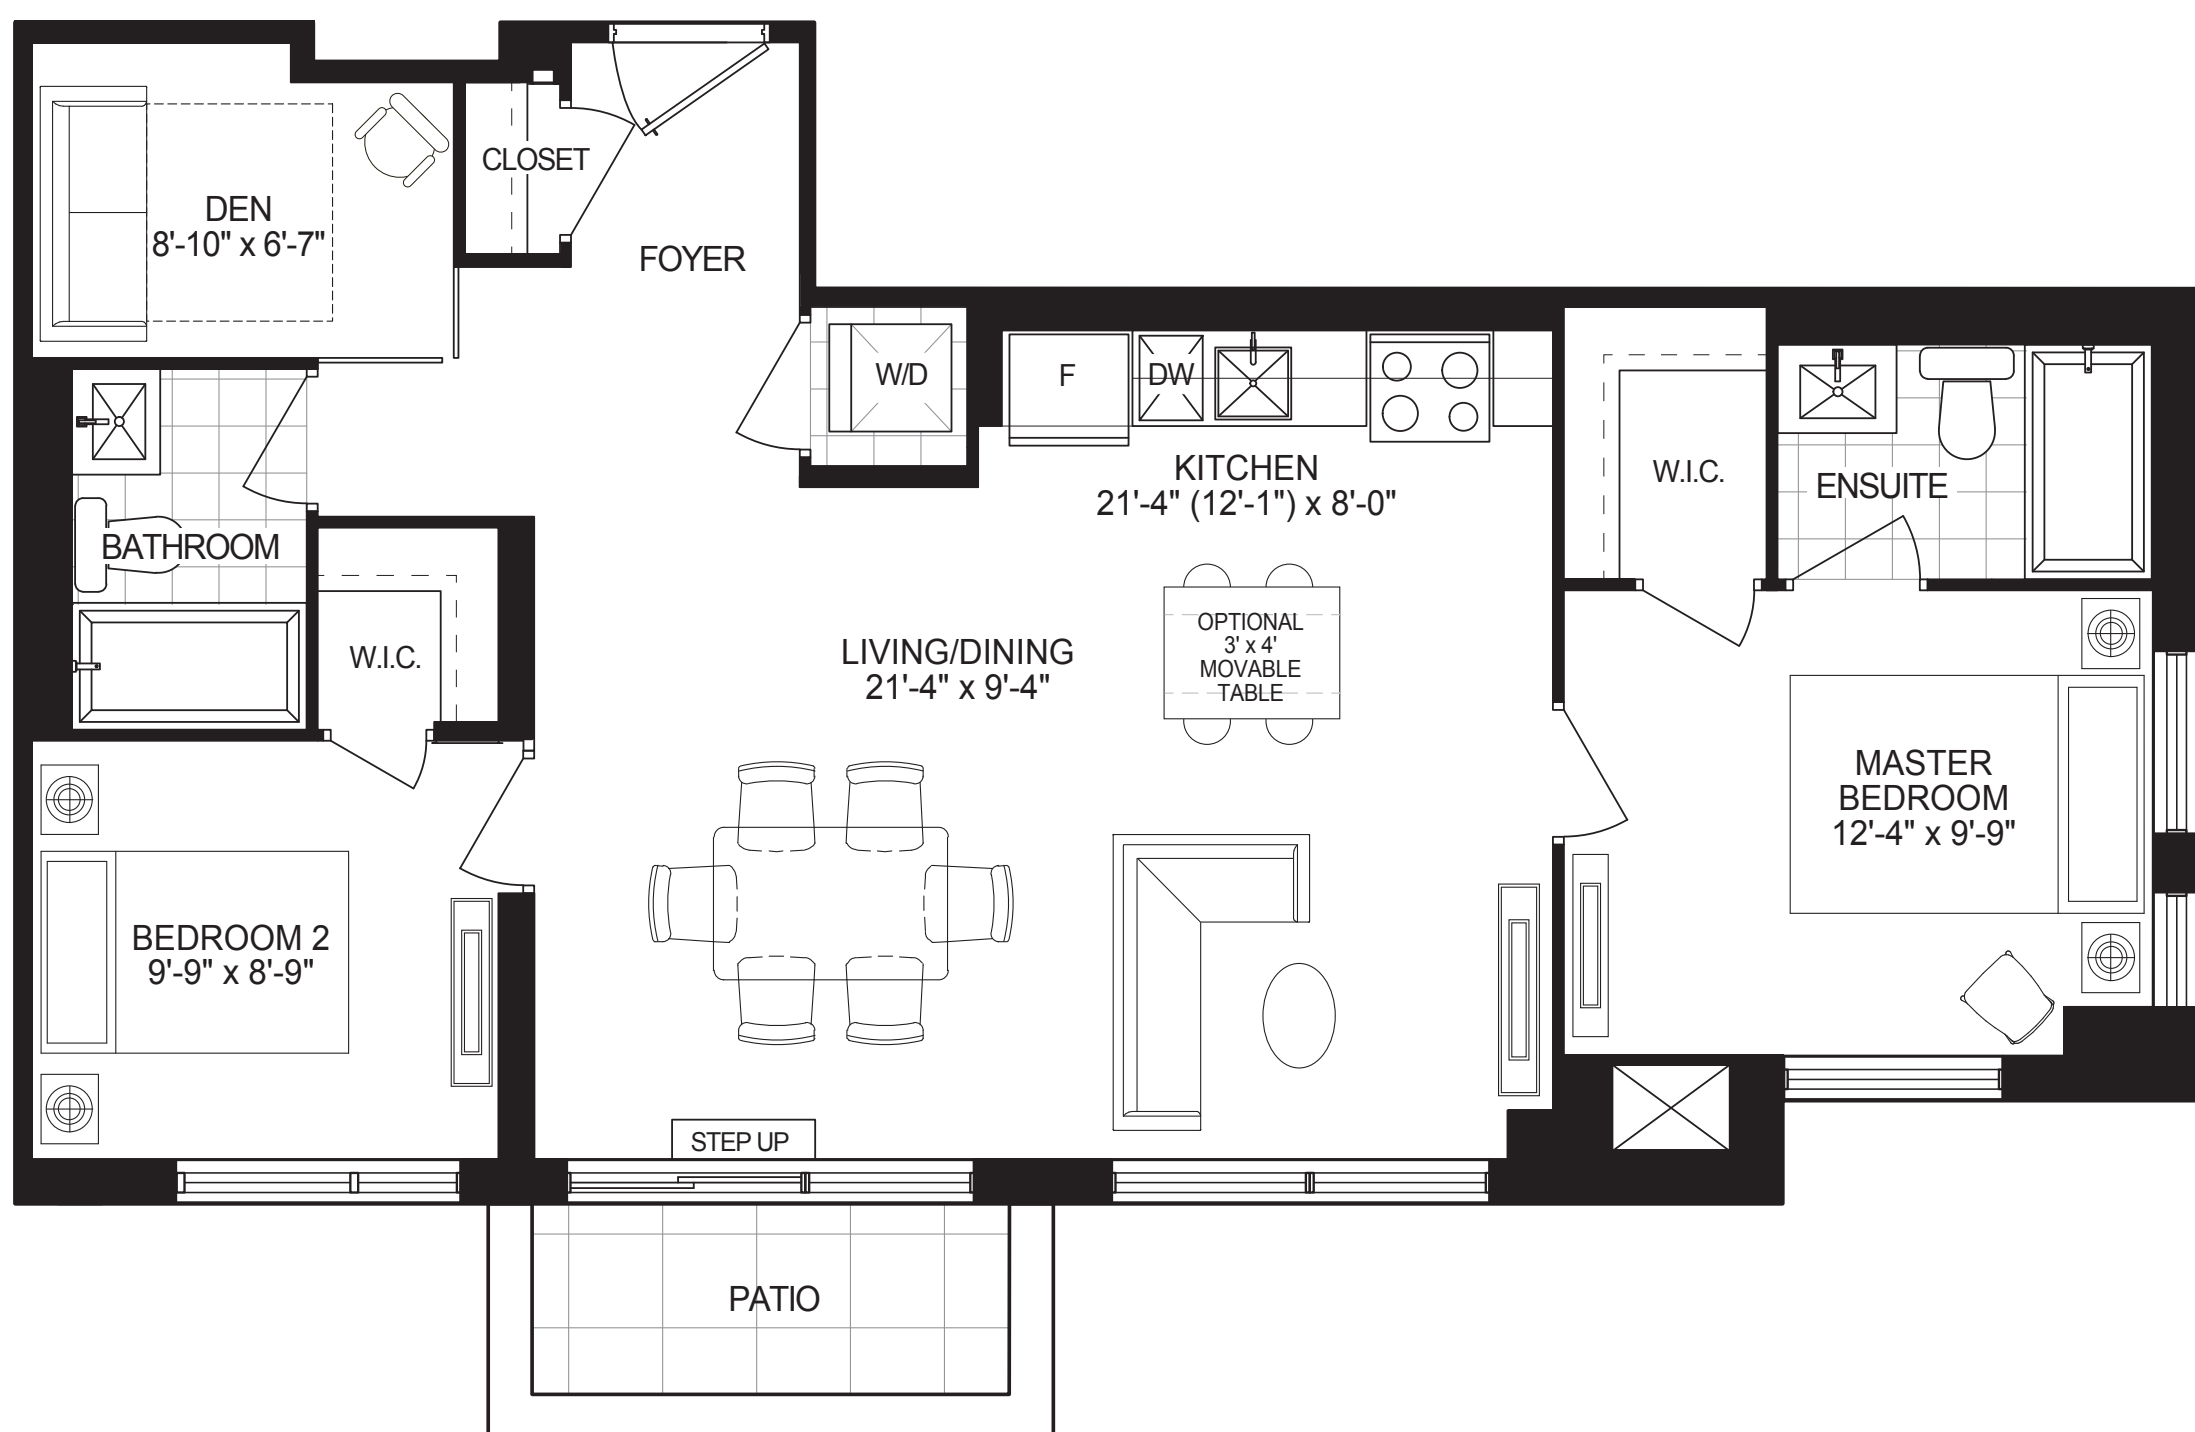 CLOSET
DEN
8'-10" x 6'-7"
FOYER
W/D
F
DW
KITCHEN
21'-4" (12'-1") x 8'-0"
W.I.C.
ENSUITE
BATHROOM
W.I.C.
LIVING/DINING
21'-4" x 9'-4"
OPTIONAL
3' x 4'
MOVABLE
TABLE
MASTER
BEDROOM
12'-4" x 9'-9"
BEDROOM 2
9'-9" x 8'-9"
STEP UP
PATIO